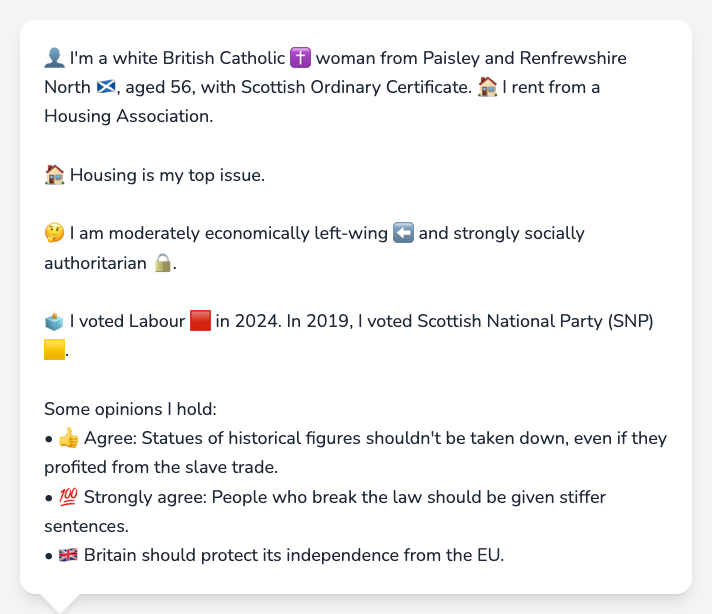 👤 I'm a white British Catholic ✝️ woman from Paisley and Renfrewshire
North 🏴󠁧󠁢󠁳󠁣󠁴󠁿, aged 56, with Scottish Ordinary Certificate. 🏠 I rent from a
Housing Association.
🏠 Housing is my top issue.
🤔 I am moderately economically left-wing ⬅️ and strongly socially
authoritarian 🔒.
🗳️ I voted Labour 🟥 in 2024. In 2019, I voted Scottish National Party (SNP)
🟨.
Some opinions I hold:
• 👍 Agree: Statues of historical figures shouldn't be taken down, even if they
profited from the slave trade.
• 💯 Strongly agree: People who break the law should be given stiffer
sentences.
• 🇬🇧 Britain should protect its independence from the EU.